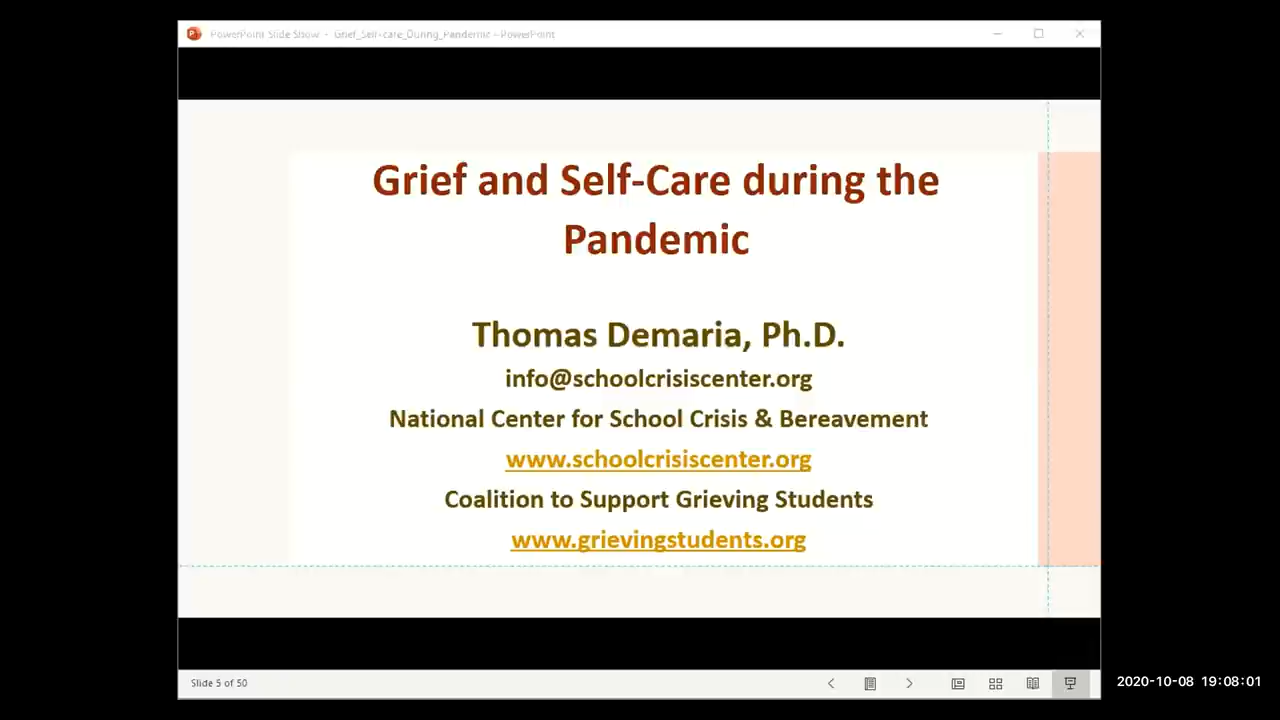 PowerPoint Slide Show - Grief_Self-care_During_Pandemic - PowerPoint
Grief and Self-Care during the
Pandemic
Thomas Demaria, Ph.D.
info@schoolcrisiscenter.org
National Center for School Crisis & Bereavement
www.schoolcrisiscenter.org
Coalition to Support Grieving Students
www.grievingstudents.org
Slide 5 of 50
2020-10-08 19:08:01